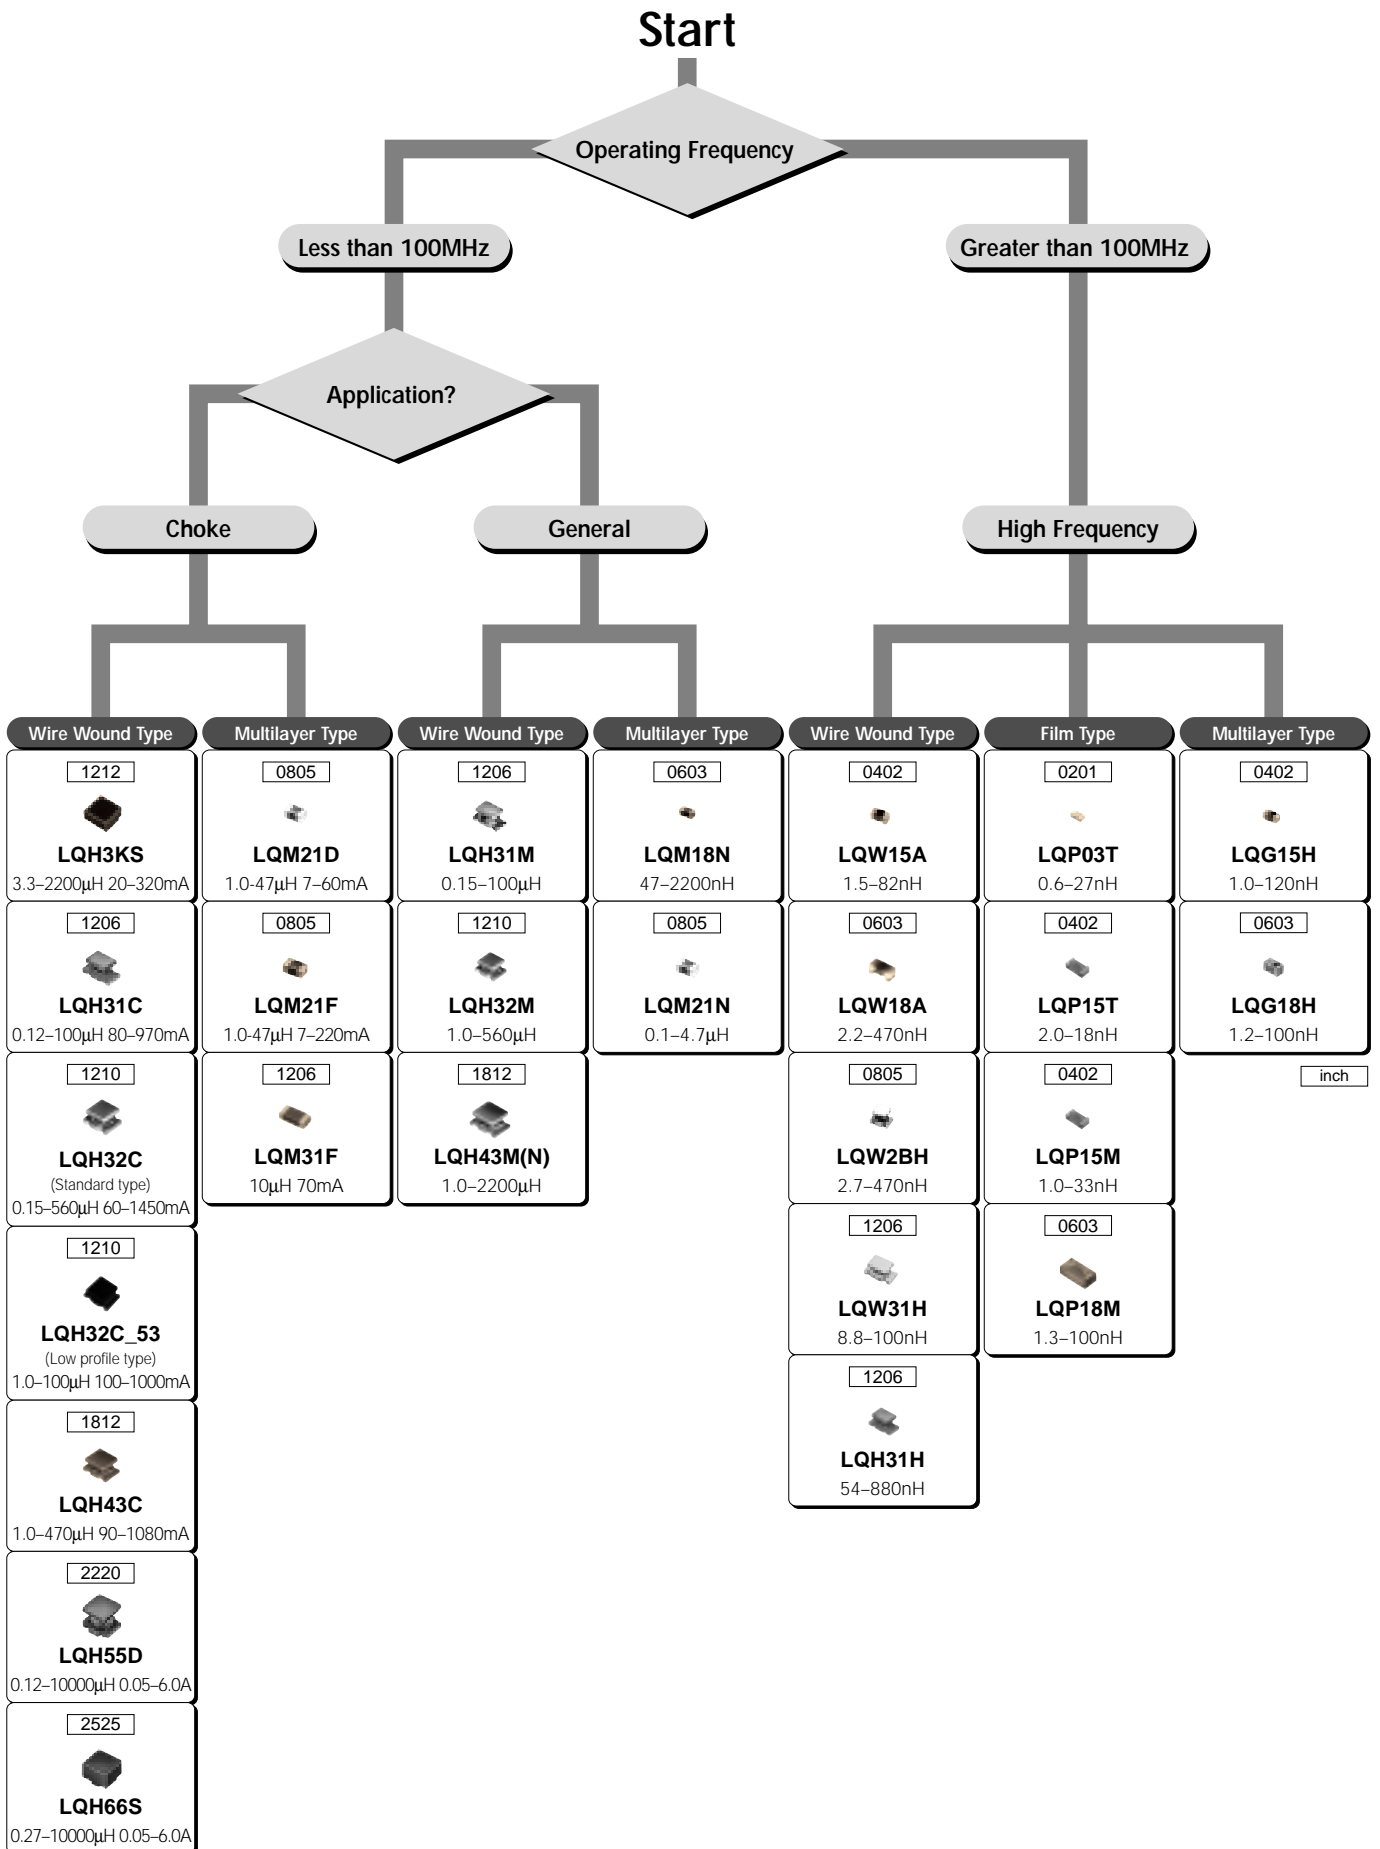 Start
Operating Frequency
Less than 100MHz
Greater than 100MHz
Application?
Choke
General
High Frequency
Wire Wound Type
1212
LQH3KS
3.3–2200μH 20–320mA
1206
LQH31C
0.12–100μH 80–970mA
1210
LQH32C
(Standard type)
0.15–560μH 60–1450mA
1210
LQH32C_53
(Low profile type)
1.0–100μH 100–1000mA
1812
LQH43C
1.0–470μH 90–1080mA
2220
LQH55D
0.12–10000μH 0.05–6.0A
2525
LQH66S
0.27–10000μH 0.05–6.0A
Multilayer Type
0805
LQM21D
1.0-47μH 7–60mA
0805
LQM21F
1.0-47μH 7–220mA
1206
LQM31F
10μH 70mA
Wire Wound Type
1206
LQH31M
0.15–100μH
1210
LQH32M
1.0–560μH
1812
LQH43M(N)
1.0–2200μH
Multilayer Type
0603
LQM18N
47–2200nH
0805
LQM21N
0.1–4.7μH
Wire Wound Type
0402
LQW15A
1.5–82nH
0603
LQW18A
2.2–470nH
0805
LQW2BH
2.7–470nH
1206
LQW31H
8.8–100nH
1206
LQH31H
54–880nH
Film Type
0201
LQP03T
0.6–27nH
0402
LQP15T
2.0–18nH
0402
LQP15M
1.0–33nH
0603
LQP18M
1.3–100nH
Multilayer Type
0402
LQG15H
1.0–120nH
0603
LQG18H
1.2–100nH
inch